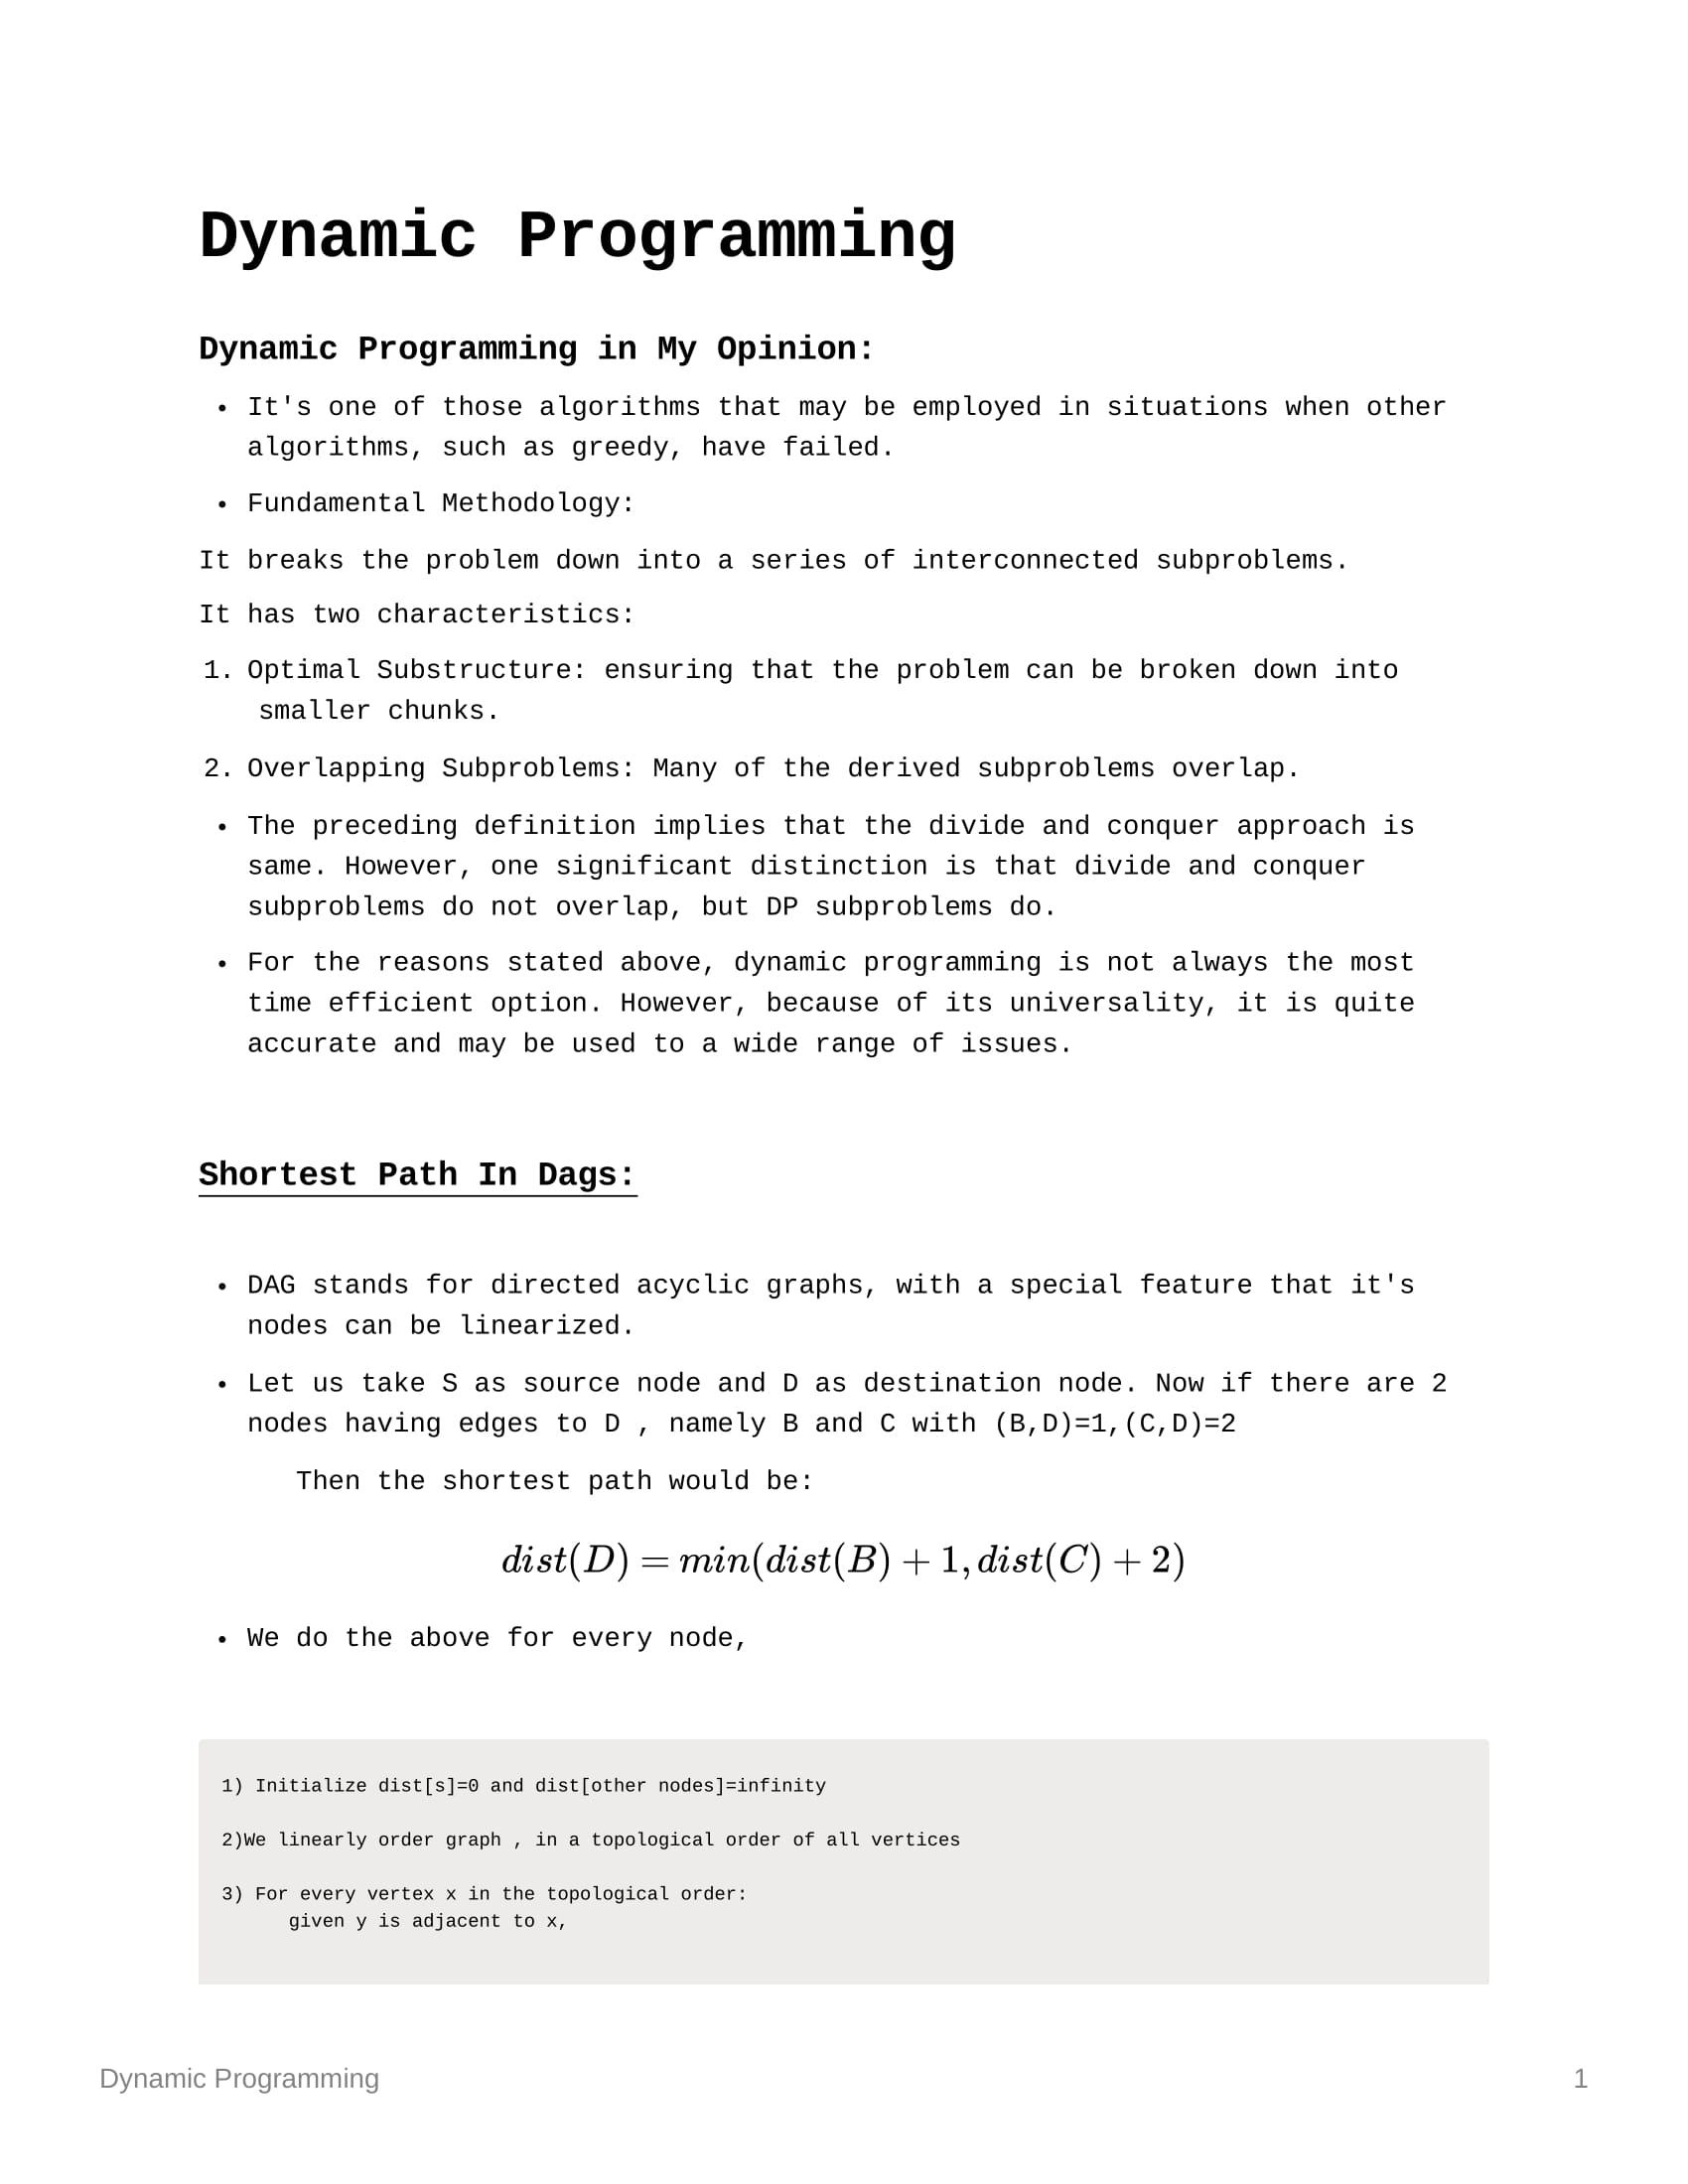 Dynamic Programming
Dynamic Programming in My Opinion:
• It's one of those algorithms that may be employed in situations when other
algorithms, such as greedy, have failed.
• Fundamental Methodology:
It breaks the problem down into a series of interconnected subproblems.
It has two characteristics:
1. Optimal Substructure: ensuring that the problem can be broken down into
smaller chunks.
2. Overlapping Subproblems: Many of the derived subproblems overlap.
• The preceding definition implies that the divide and conquer approach is
same. However, one significant distinction is that divide and conquer
subproblems do not overlap, but DP subproblems do.
• For the reasons stated above, dynamic programming is not always the most
time efficient option. However, because of its universality, it is quite
accurate and may be used to a wide range of issues.
Shortest Path In Dags:
• DAG stands for directed acyclic graphs, with a special feature that it's
nodes can be linearized.
• Let us take S as source node and D as destination node. Now if there are 2
nodes having edges to D , namely B and C with (B,D)=1,(C,D)=2
Then the shortest path would be:
dist(D) = min(dist(B) + 1, dist(C) + 2)
• We do the above for every node,
1) Initialize dist[s]=0 and dist[other nodes]=infinity
2)We linearly order graph , in a topological order of all vertices
3) For every vertex x in the topological order:
given y is adjacent to x,
Dynamic Programming 1